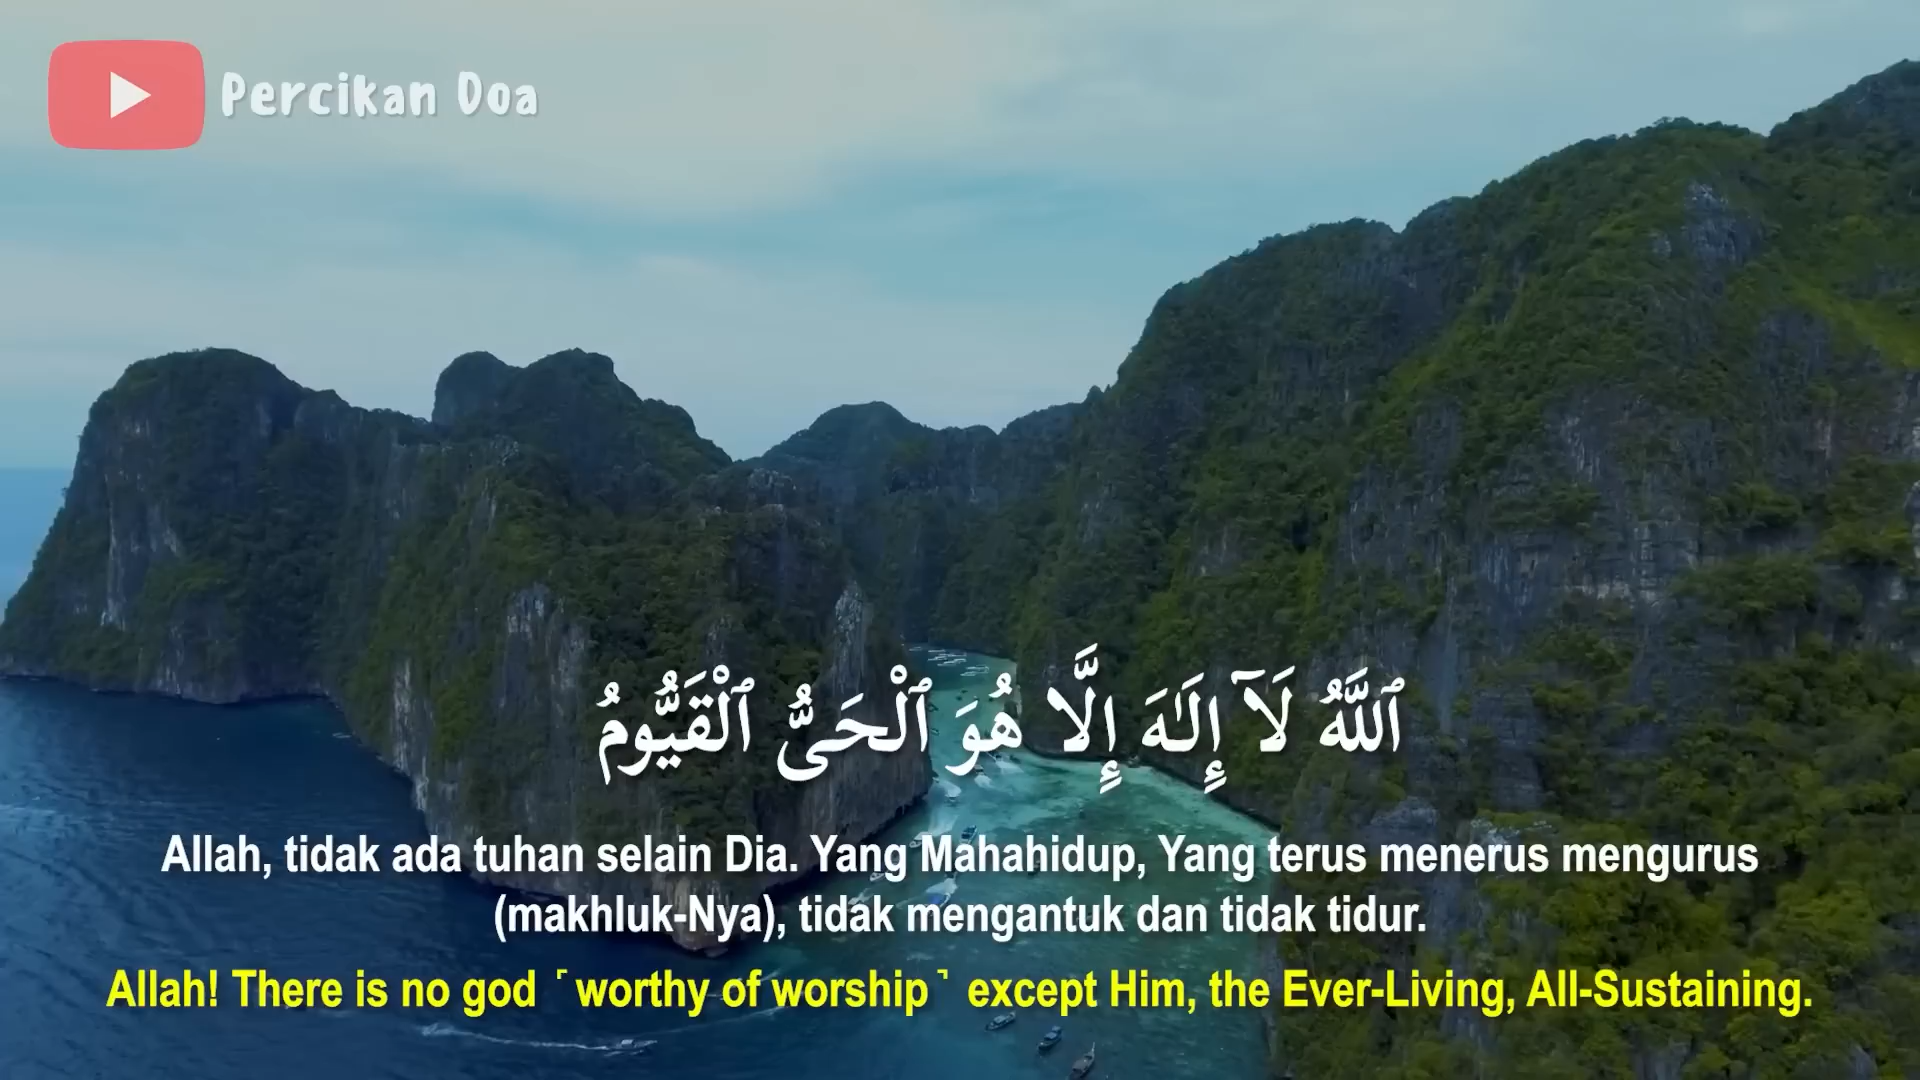 Percikan Doa
ٱللَّهُ لَآ إِلَـٰهَ إِلَّا هُوَ ٱلْحَىُّ ٱلْقَيُّومُ
Allah, tidak ada tuhan selain Dia. Yang Mahahidup, Yang terus menerus mengurus
(makhluk-Nya), tidak mengantuk dan tidak tidur.
Allah! There is no god ˹worthy of worship˺ except Him, the Ever-Living, All-Sustaining.